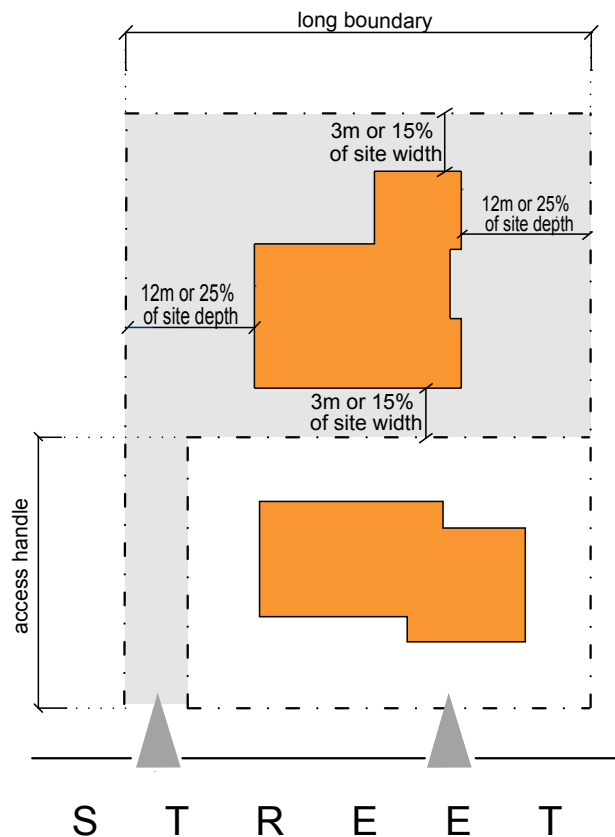 long boundary
3m or 15%
of site width
12m or 25%
of site depth
12m or 25%
of site depth
3m or 15%
of site width
access handle
S T R E E T